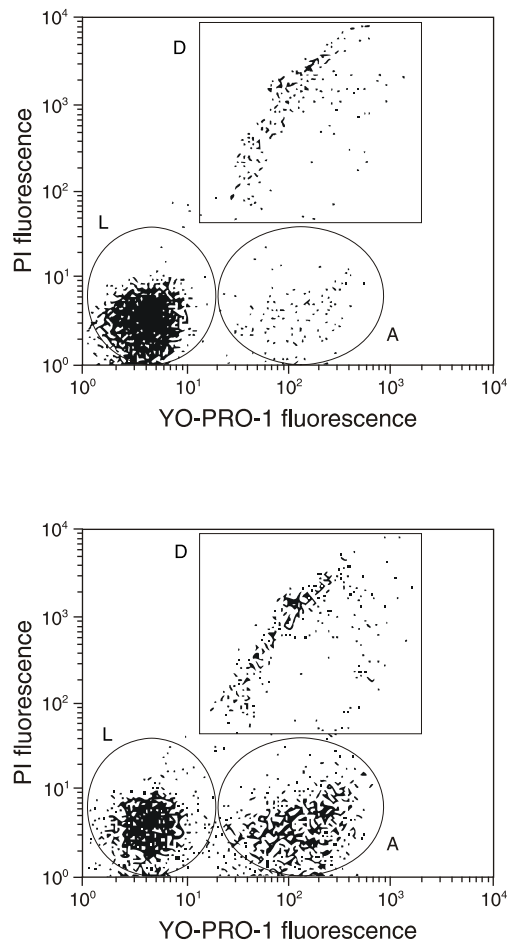 10⁴
D
10³
PI fluorescence
10²
L
10¹
A
10⁰
10⁰ 10¹ 10² 10³ 10⁴
YO-PRO-1 fluorescence
10⁴
D
10³
PI fluorescence
10²
L
10¹
A
10⁰
10⁰ 10¹ 10² 10³ 10⁴
YO-PRO-1 fluorescence